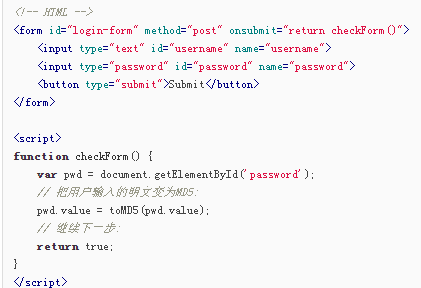 <!-- HTML -->
<form id="login-form" method="post" onsubmit="return checkForm()">
    <input type="text" id="username" name="username">
    <input type="password" id="password" name="password">
    <button type="submit">Submit</button>
</form>

<script>
function checkForm() {
    var pwd = document.getElementById('password');
    // 把用户输入的明文变为MD5:
    pwd.value = toMD5(pwd.value);
    // 继续下一步:
    return true;
}
</script>